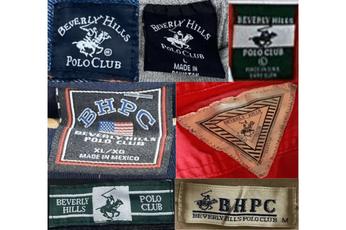 BEVERLY HILLS
POLO CLUB
BEVERLY HILLS
POLO CLUB
L
MADE IN
PAKISTAN
BEVERLY HILLS
POLO CLUB
L
BHPC
BEVERLY HILLS
POLO CLUB
XL/XG
MADE IN MEXICO
BEVERLY
HILLS
POLO
CLUB
BHPC
BEVERLY HILLS POLO CLUB M